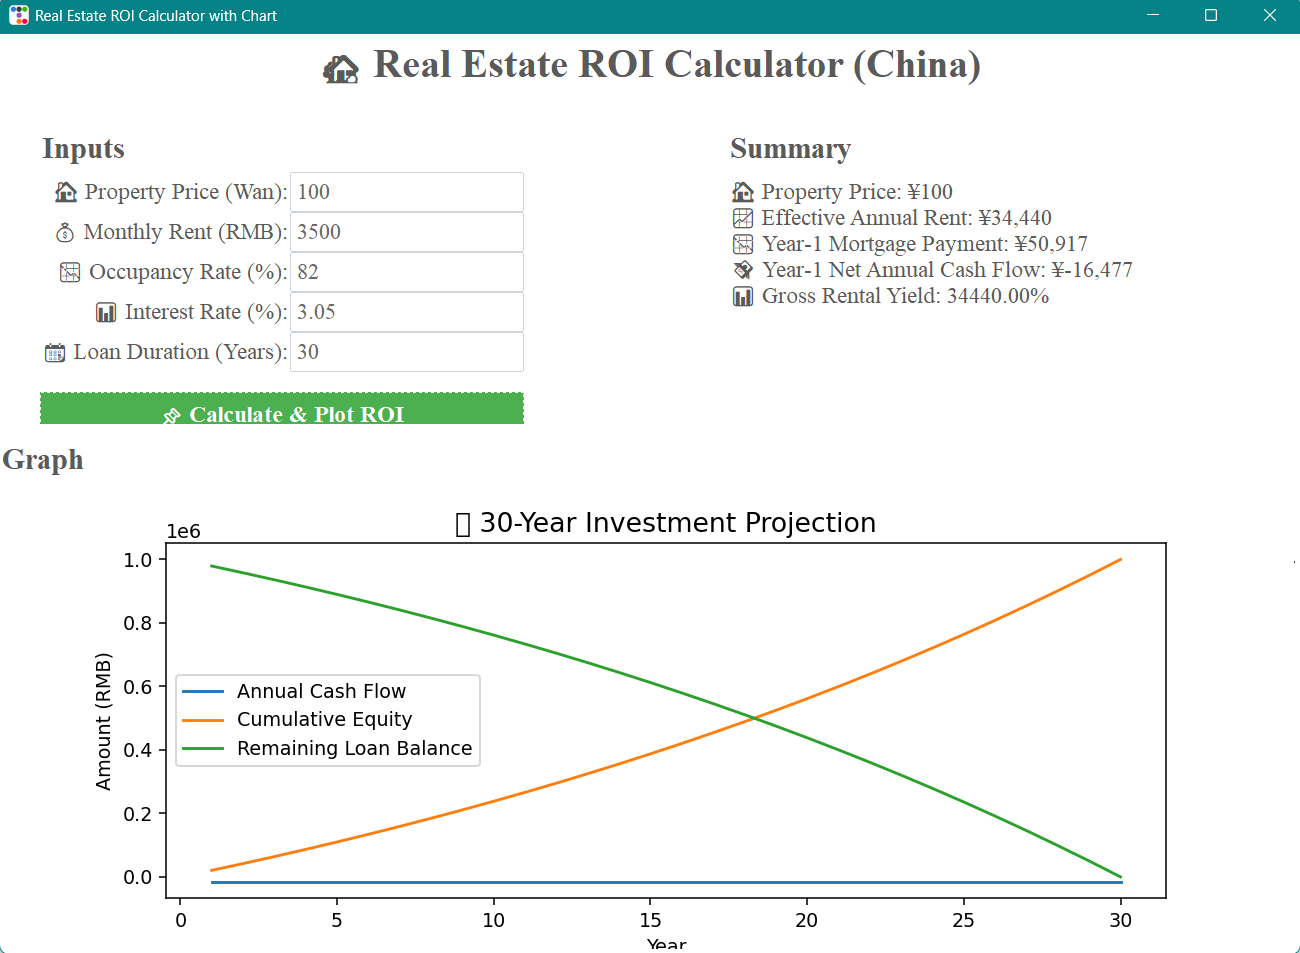 Real Estate ROI Calculator with Chart
Real Estate ROI Calculator (China)
Inputs
Property Price (Wan): 100
Monthly Rent (RMB): 3500
Occupancy Rate (%): 82
Interest Rate (%): 3.05
Loan Duration (Years): 30
Calculate & Plot ROI
Summary
Property Price: ¥100
Effective Annual Rent: ¥34,440
Year-1 Mortgage Payment: ¥50,917
Year-1 Net Annual Cash Flow: ¥-16,477
Gross Rental Yield: 34440.00%
Graph
30-Year Investment Projection
1e6
1.0
0.8
0.6
0.4
0.2
0.0
Amount (RMB)
Annual Cash Flow
Cumulative Equity
Remaining Loan Balance
0 5 10 15 20 25 30
Year